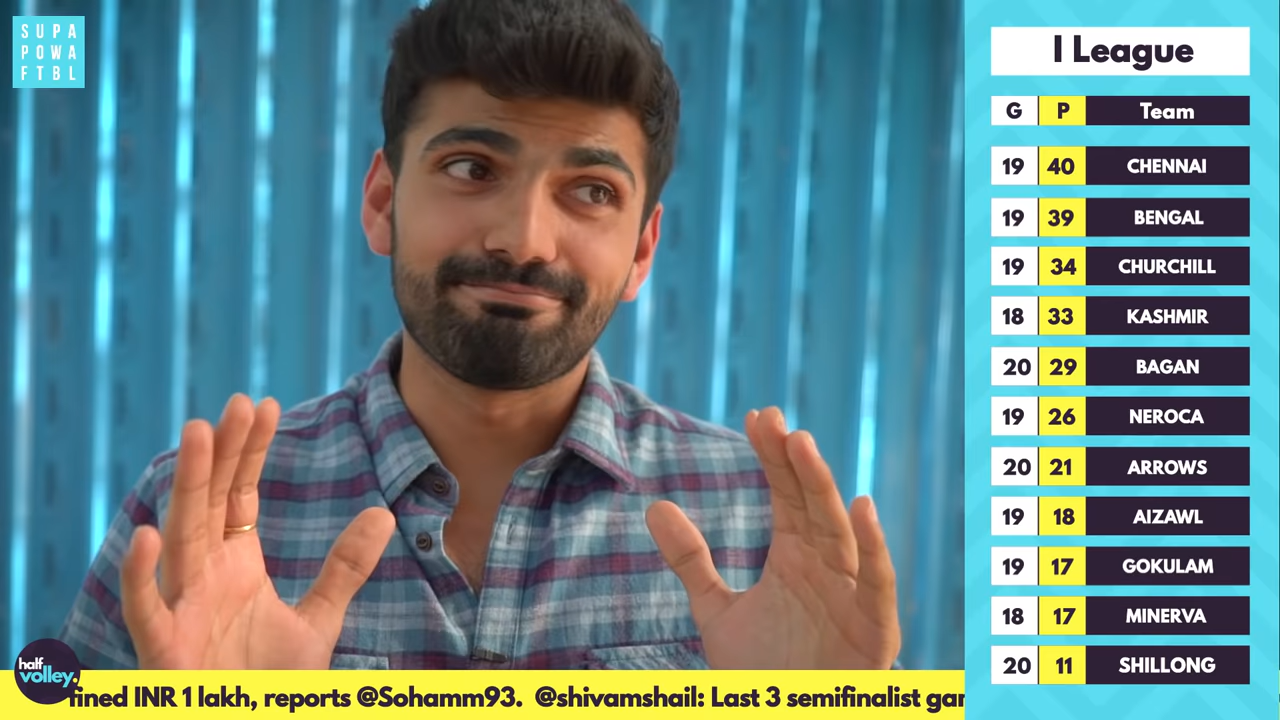 SUPA
POWA
FTBL
I League
G P Team
19 40 CHENNAI
19 39 BENGAL
19 34 CHURCHILL
18 33 KASHMIR
20 29 BAGAN
19 26 NEROCA
20 21 ARROWS
19 18 AIZAWL
19 17 GOKULAM
18 17 MINERVA
20 11 SHILLONG
half
volley.
fined INR 1 lakh, reports @Sohamm93. @shivamshail: Last 3 semifinalist gar